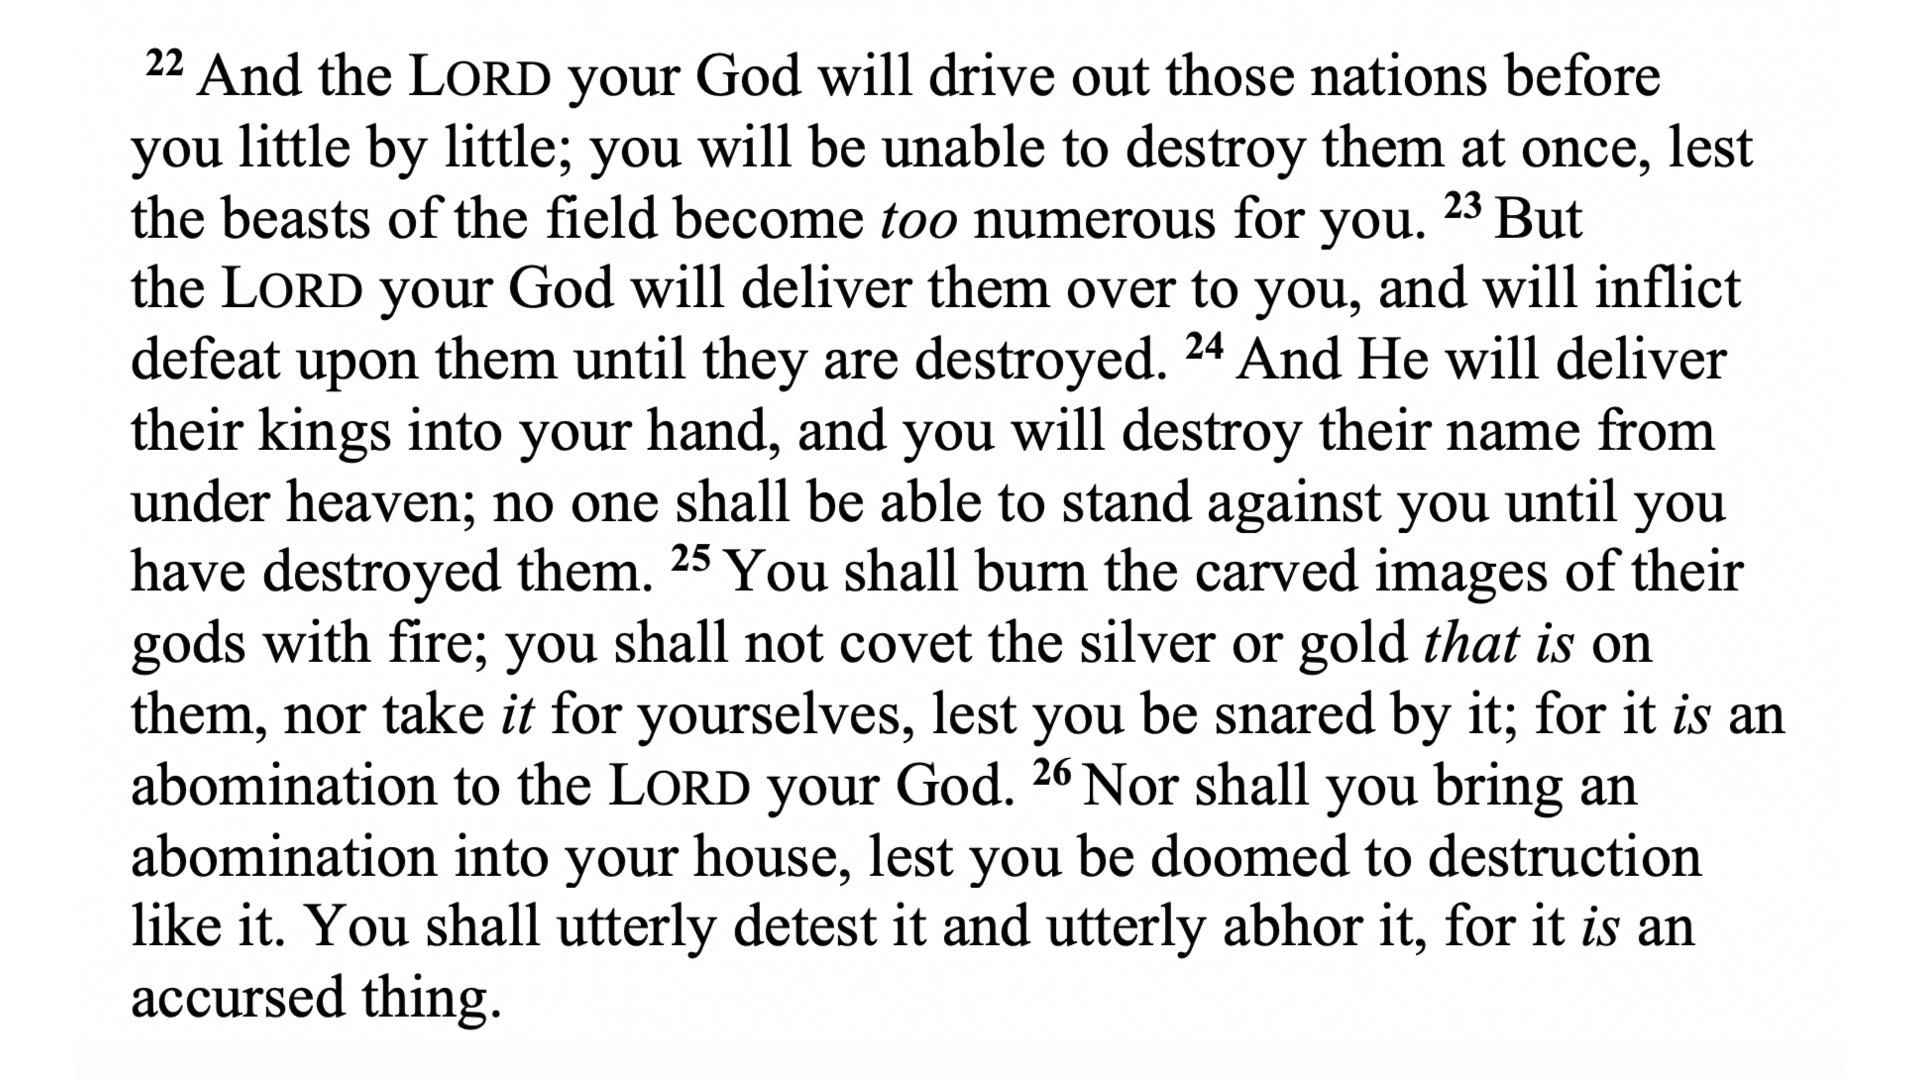 22 And the LORD your God will drive out those nations before
you little by little; you will be unable to destroy them at once, lest
the beasts of the field become too numerous for you. 23 But
the LORD your God will deliver them over to you, and will inflict
defeat upon them until they are destroyed. 24 And He will deliver
their kings into your hand, and you will destroy their name from
under heaven; no one shall be able to stand against you until you
have destroyed them. 25 You shall burn the carved images of their
gods with fire; you shall not covet the silver or gold that is on
them, nor take it for yourselves, lest you be snared by it; for it is an
abomination to the LORD your God. 26 Nor shall you bring an
abomination into your house, lest you be doomed to destruction
like it. You shall utterly detest it and utterly abhor it, for it is an
accursed thing.